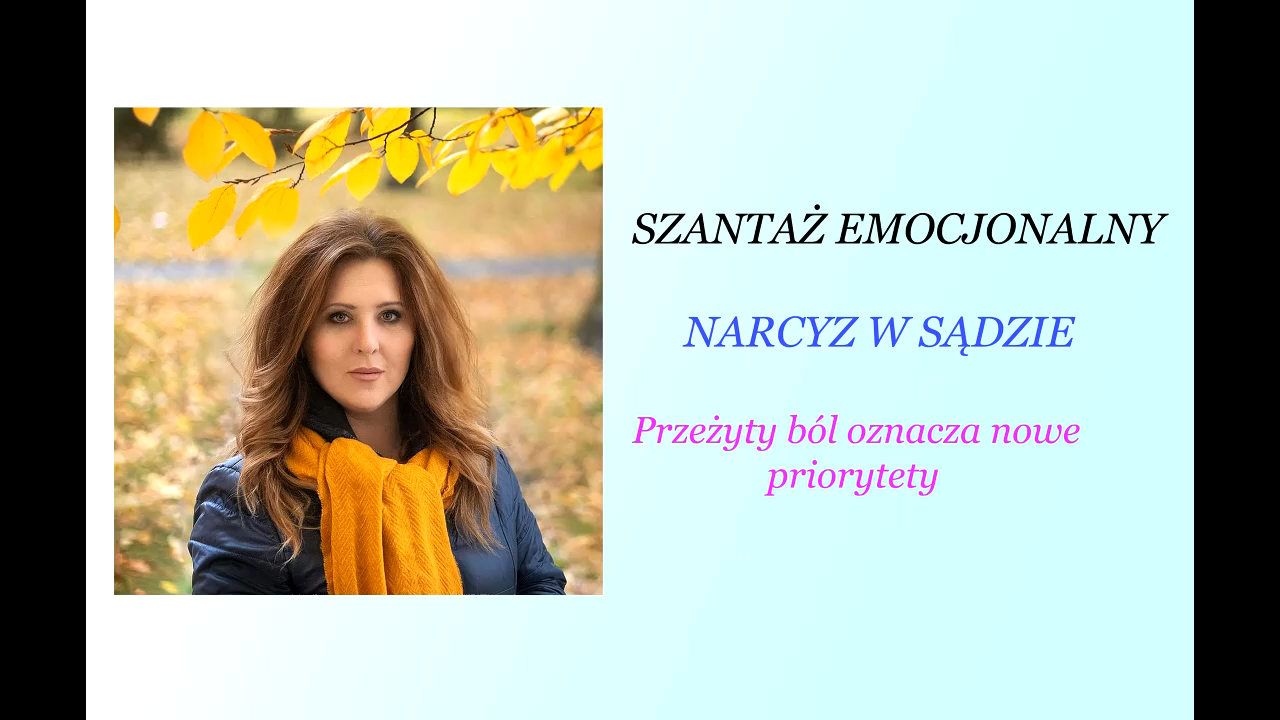 SZANTAŻ EMOCJONALNY
NARCYZ W SĄDZIE
Przeżyty ból oznacza nowe
priorytety